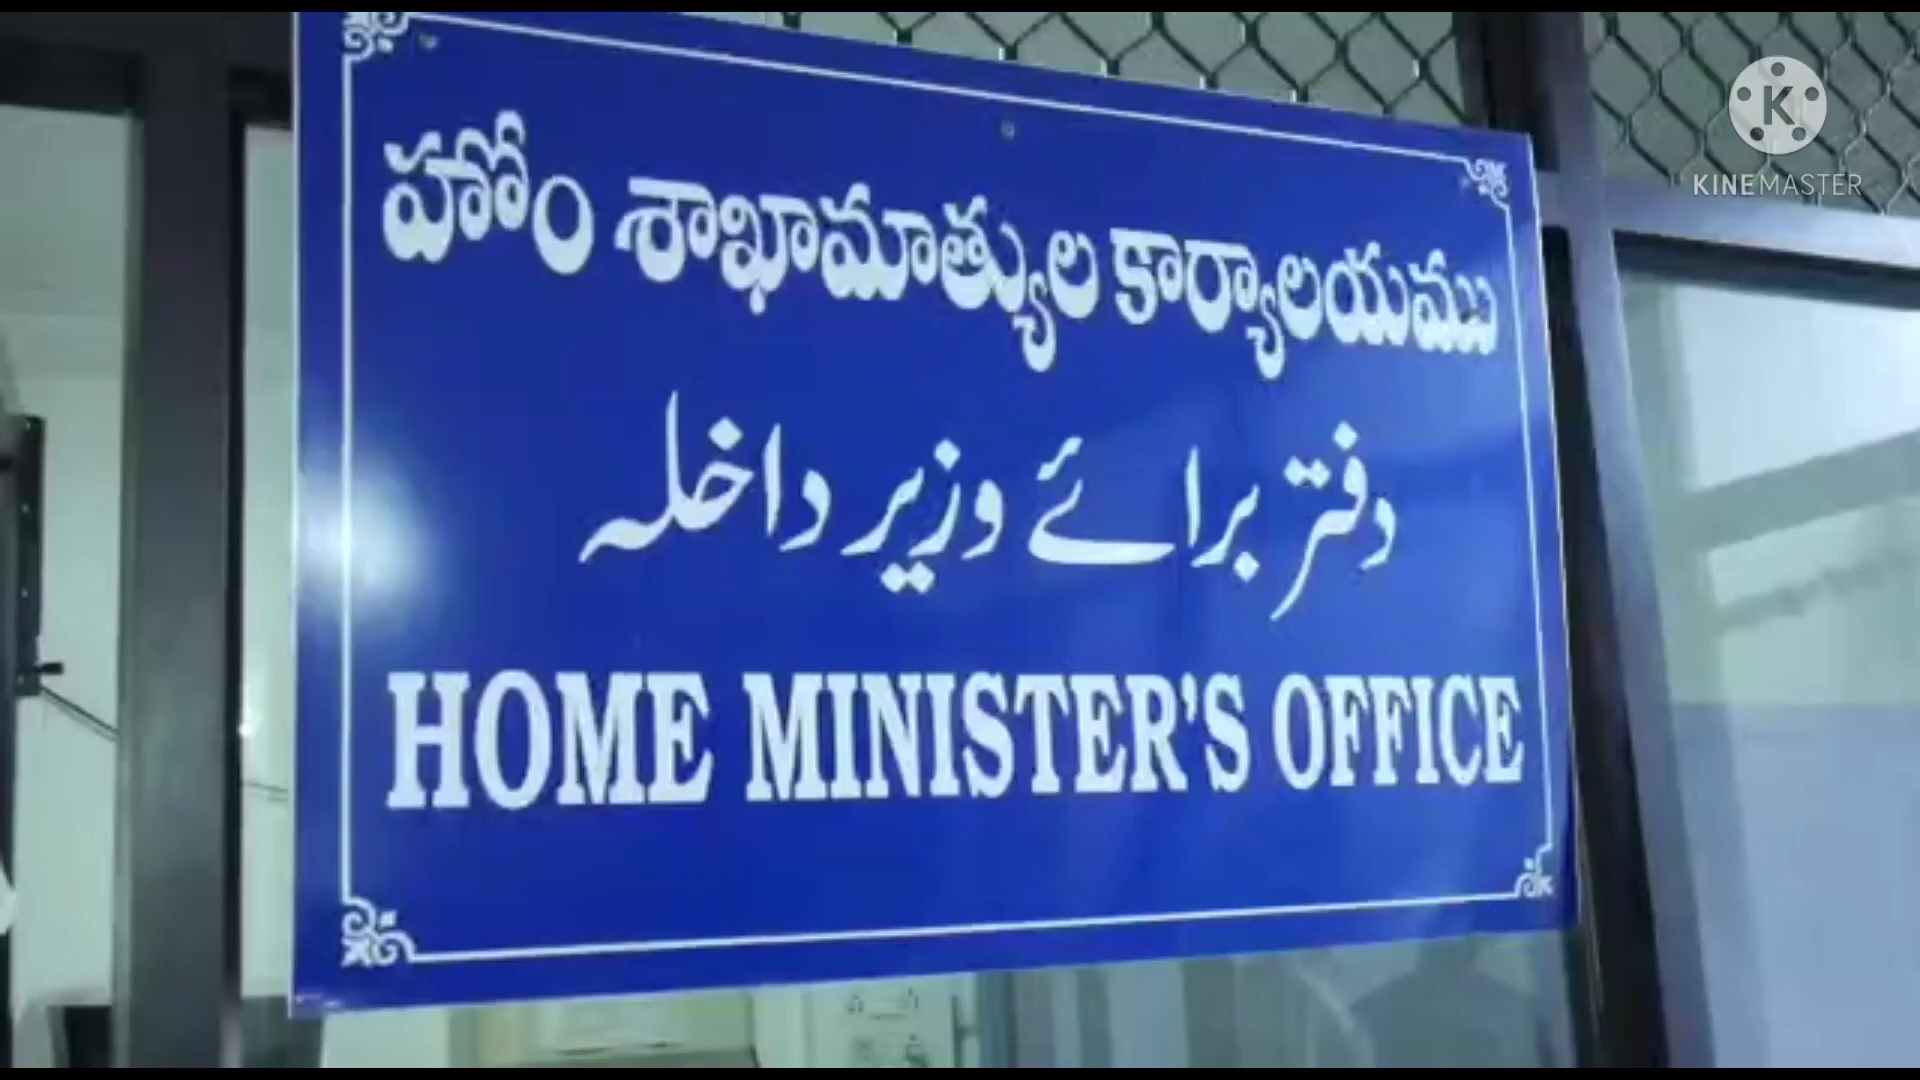 హోం శాఖామాత్యుల కార్యాలయము
دفتر برائے وزیر داخلہ
HOME MINISTER'S OFFICE
K
KINEMASTER